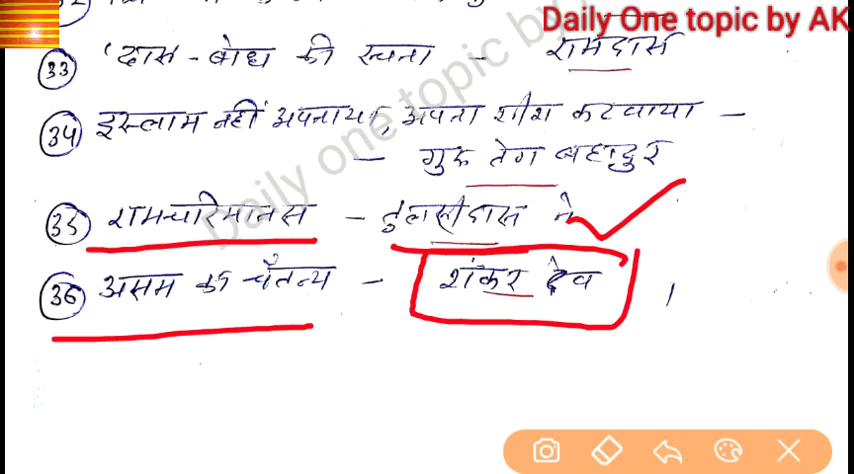 Daily One topic by AK
(33) 'दास - बोध की रचना - रामदास
(34) इस्लाम नहीं अपनाया, अपना शीश कटवाया -
- गुरु तेग बहादुर
(35) रामचरिमानस - तुलसीदास ने
(36) असम का चैतन्य - शंकर देव ।
Daily one topic by